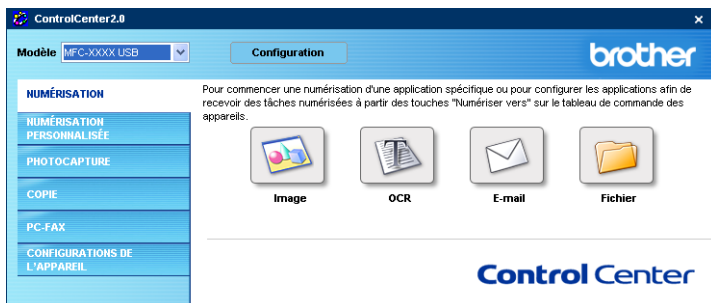 ControlCenter2.0
Modèle MFC-XXXX USB Configuration brother
NUMÉRISATION
NUMÉRISATION
PERSONNALISÉE
PHOTOCAPTURE
COPIE
PC-FAX
CONFIGURATIONS DE
L'APPAREIL
Pour commencer une numérisation d'une application spécifique ou pour configurer les applications afin de
recevoir des tâches numérisées à partir des touches "Numériser vers" sur le tableau de commande des
appareils.
Image OCR E-mail Fichier
Control Center